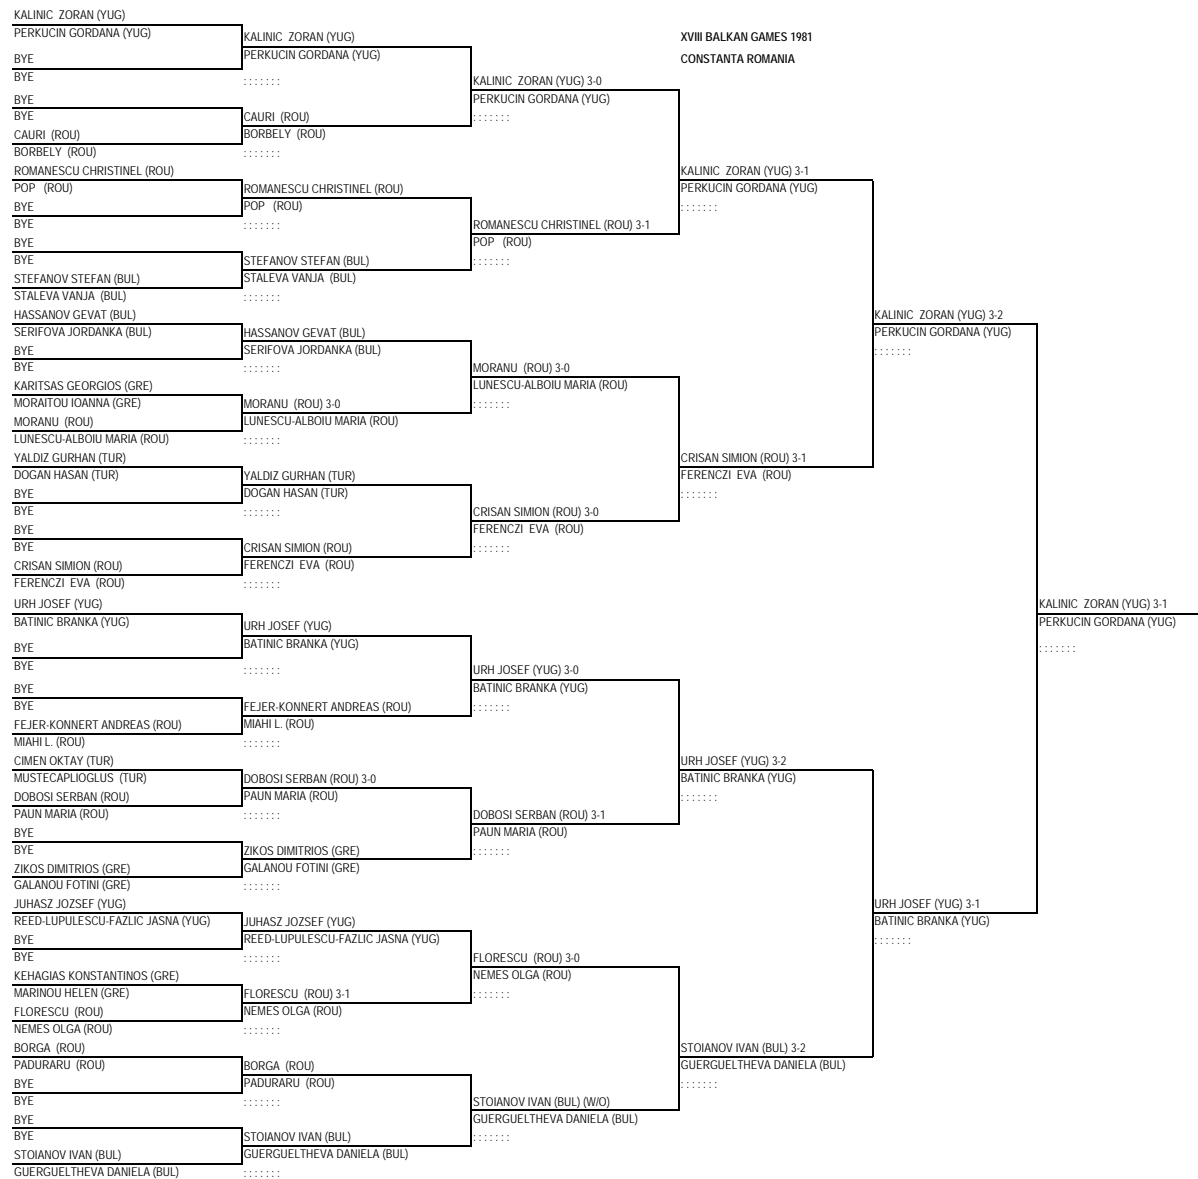 XVIII BALKAN GAMES 1981
CONSTANTA ROMANIA
KALINIC ZORAN (YUG)
PERKUCIN GORDANA (YUG)
BYE
BYE
BYE
BYE
CAURI (ROU)
BORBELY (ROU)
ROMANESCU CHRISTINEL (ROU)
POP (ROU)
BYE
BYE
BYE
BYE
STEFANOV STEFAN (BUL)
STALEVA VANJA (BUL)
HASSANOV GEVAT (BUL)
SERIFOVA JORDANKA (BUL)
BYE
BYE
KARITSAS GEORGIOS (GRE)
MORAITOU IOANNA (GRE)
MORANU (ROU)
LUNESCU-ALBOIU MARIA (ROU)
YALDIZ GURHAN (TUR)
DOGAN HASAN (TUR)
BYE
BYE
BYE
BYE
CRISAN SIMION (ROU)
FERENCZI EVA (ROU)
URH JOSEF (YUG)
BATINIC BRANKA (YUG)
BYE
BYE
BYE
BYE
FEJER-KONNERT ANDREAS (ROU)
MIAHI L. (ROU)
CIMEN OKTAY (TUR)
MUSTECAPLIOGLUS (TUR)
DOBOSI SERBAN (ROU)
PAUN MARIA (ROU)
BYE
BYE
ZIKOS DIMITRIOS (GRE)
GALANOU FOTINI (GRE)
JUHASZ JOZSEF (YUG)
REED-LUPULESCU-FAZLIC JASNA (YUG)
BYE
BYE
KEHAGIAS KONSTANTINOS (GRE)
MARINOU HELEN (GRE)
FLORESCU (ROU)
NEMES OLGA (ROU)
BORGA (ROU)
PADURARU (ROU)
BYE
BYE
BYE
BYE
STOIANOV IVAN (BUL)
GUERGUELTHEVA DANIELA (BUL)
KALINIC ZORAN (YUG)
PERKUCIN GORDANA (YUG)
: : : : : : :
CAURI (ROU)
BORBELY (ROU)
: : : : : : :
ROMANESCU CHRISTINEL (ROU)
POP (ROU)
: : : : : : :
STEFANOV STEFAN (BUL)
STALEVA VANJA (BUL)
: : : : : : :
HASSANOV GEVAT (BUL)
SERIFOVA JORDANKA (BUL)
: : : : : : :
MORANU (ROU) 3-0
LUNESCU-ALBOIU MARIA (ROU)
: : : : : : :
YALDIZ GURHAN (TUR)
DOGAN HASAN (TUR)
: : : : : : :
CRISAN SIMION (ROU)
FERENCZI EVA (ROU)
: : : : : : :
URH JOSEF (YUG)
BATINIC BRANKA (YUG)
: : : : : : :
FEJER-KONNERT ANDREAS (ROU)
MIAHI L. (ROU)
: : : : : : :
DOBOSI SERBAN (ROU) 3-0
PAUN MARIA (ROU)
: : : : : : :
ZIKOS DIMITRIOS (GRE)
GALANOU FOTINI (GRE)
: : : : : : :
JUHASZ JOZSEF (YUG)
REED-LUPULESCU-FAZLIC JASNA (YUG)
: : : : : : :
FLORESCU (ROU) 3-1
NEMES OLGA (ROU)
: : : : : : :
BORGA (ROU)
PADURARU (ROU)
: : : : : : :
STOIANOV IVAN (BUL)
GUERGUELTHEVA DANIELA (BUL)
: : : : : : :
KALINIC ZORAN (YUG) 3-0
PERKUCIN GORDANA (YUG)
: : : : : : :
ROMANESCU CHRISTINEL (ROU) 3-1
POP (ROU)
: : : : : : :
MORANU (ROU) 3-0
LUNESCU-ALBOIU MARIA (ROU)
: : : : : : :
CRISAN SIMION (ROU) 3-0
FERENCZI EVA (ROU)
: : : : : : :
URH JOSEF (YUG) 3-0
BATINIC BRANKA (YUG)
: : : : : : :
DOBOSI SERBAN (ROU) 3-1
PAUN MARIA (ROU)
: : : : : : :
FLORESCU (ROU) 3-0
NEMES OLGA (ROU)
: : : : : : :
STOIANOV IVAN (BUL) (W/O)
GUERGUELTHEVA DANIELA (BUL)
: : : : : : :
KALINIC ZORAN (YUG) 3-1
PERKUCIN GORDANA (YUG)
: : : : : : :
CRISAN SIMION (ROU) 3-1
FERENCZI EVA (ROU)
: : : : : : :
URH JOSEF (YUG) 3-2
BATINIC BRANKA (YUG)
: : : : : : :
STOIANOV IVAN (BUL) 3-2
GUERGUELTHEVA DANIELA (BUL)
: : : : : : :
KALINIC ZORAN (YUG) 3-2
PERKUCIN GORDANA (YUG)
: : : : : : :
URH JOSEF (YUG) 3-1
BATINIC BRANKA (YUG)
: : : : : : :
KALINIC ZORAN (YUG) 3-1
PERKUCIN GORDANA (YUG)
: : : : : : :